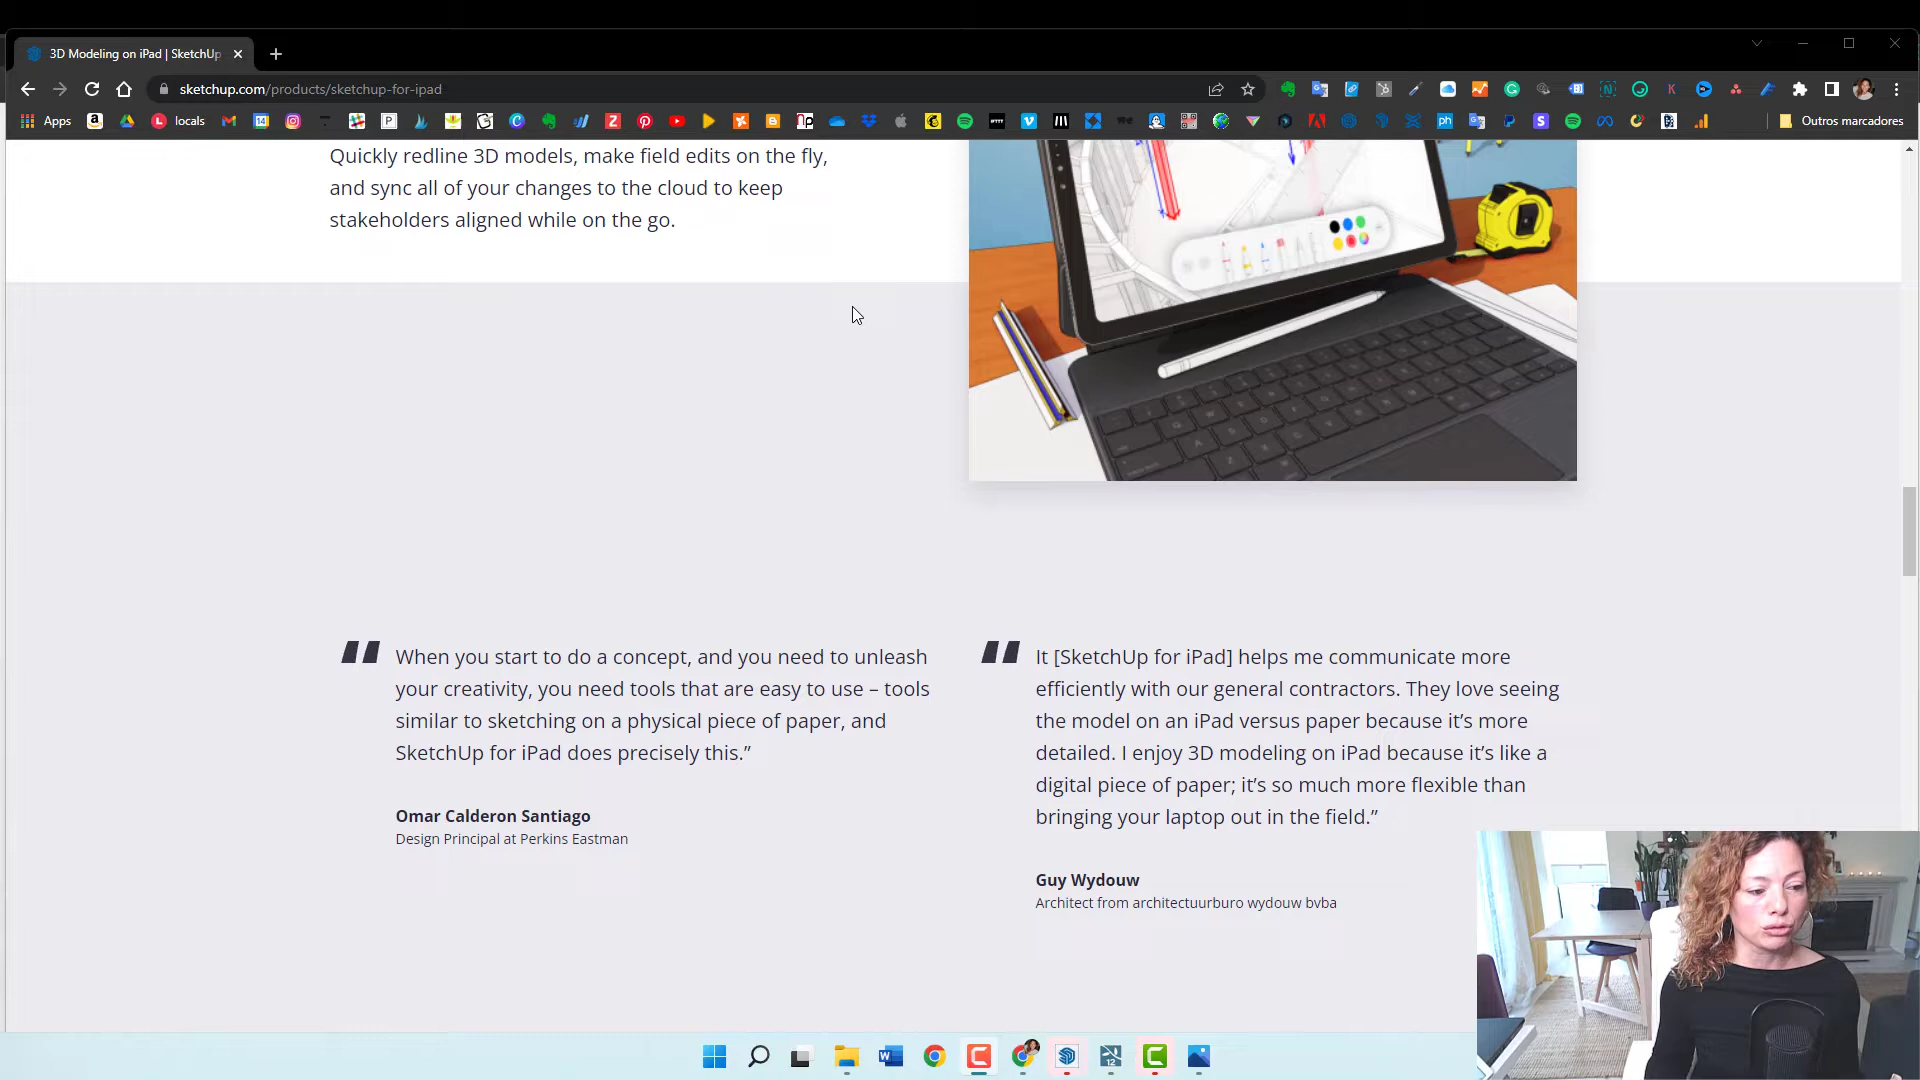 3D Modeling on iPad | SketchUp
sketchup.com/products/sketchup-for-ipad
Apps
locals
Outros marcadores
Quickly redline 3D models, make field edits on the fly,
and sync all of your changes to the cloud to keep
stakeholders aligned while on the go.
When you start to do a concept, and you need to unleash
your creativity, you need tools that are easy to use – tools
similar to sketching on a physical piece of paper, and
SketchUp for iPad does precisely this.”
Omar Calderon Santiago
Design Principal at Perkins Eastman
It [SketchUp for iPad] helps me communicate more
efficiently with our general contractors. They love seeing
the model on an iPad versus paper because it’s more
detailed. I enjoy 3D modeling on iPad because it’s like a
digital piece of paper; it’s so much more flexible than
bringing your laptop out in the field.”
Guy Wydouw
Architect from architectuurburo wydouw bvba